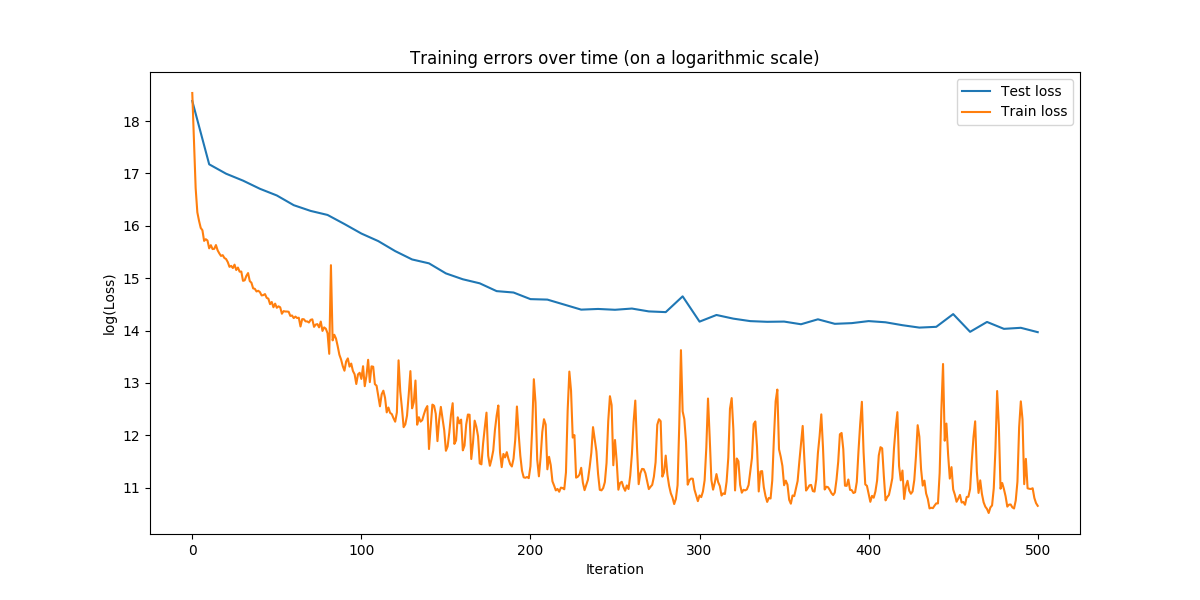 Training errors over time (on a logarithmic scale)
Test loss
Train loss
log(Loss)
18
17
16
15
14
13
12
11
0
100
200
300
400
500
Iteration